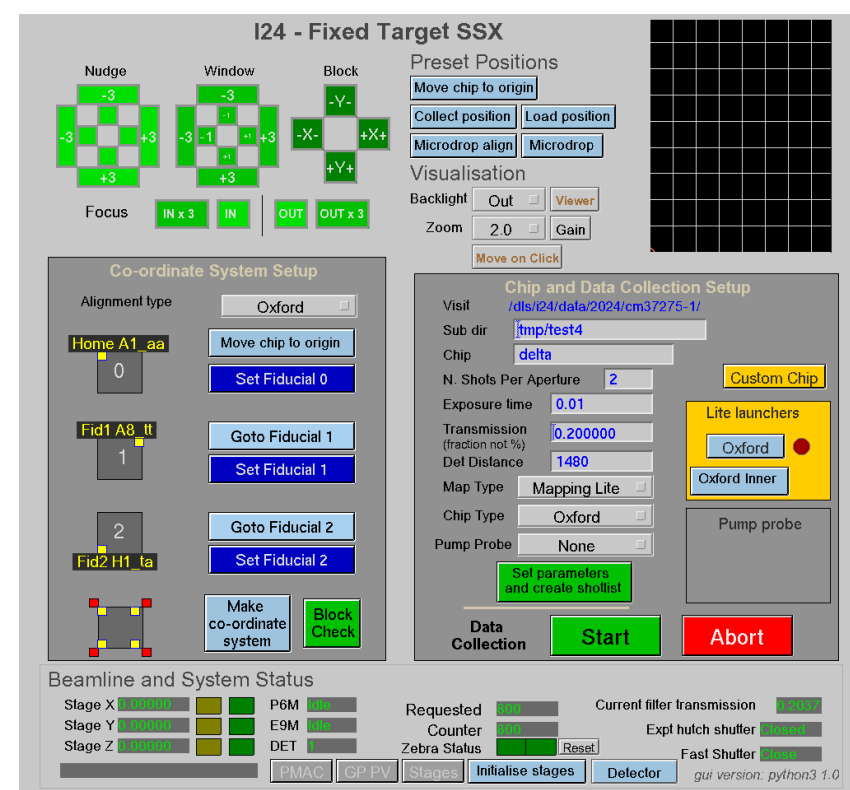 I24 - Fixed Target SSX
Nudge
Window
Block
-3
-3
+3
+3
-3
-1
-3
-1
+1
+3
+1
+3
-Y-
-X-
+X+
+Y+
Focus
IN x 3
IN
OUT
OUT x 3
Preset Positions
Move chip to origin
Collect position
Load position
Microdrop align
Microdrop
Visualisation
Backlight
Out
Viewer
Zoom
2.0
Gain
Move on Click
Co-ordinate System Setup
Alignment type
Oxford
Home A1_aa
0
Move chip to origin
Set Fiducial 0
Fid1 A8_tt
1
Goto Fiducial 1
Set Fiducial 1
2
Fid2 H1_ta
Goto Fiducial 2
Set Fiducial 2
Make
co-ordinate
system
Block
Check
Chip and Data Collection Setup
Visit /dls/i24/data/2024/cm37275-1/
Sub dir tmp/test4
Chip delta
N. Shots Per Aperture 2
Exposure time 0.01
Transmission 0.200000
(fraction not %)
Det Distance 1480
Map Type Mapping Lite
Chip Type Oxford
Pump Probe None
Set parameters
and create shotlist
Data
Collection
Start
Abort
Custom Chip
Lite launchers
Oxford
Oxford Inner
Pump probe
Beamline and System Status
Stage X 0.00000
Stage Y 0.00000
Stage Z 0.00000
P6M Idle
E9M Idle
DET 1
Requested 800
Counter 800
Zebra Status
Reset
Current filter transmission 0.2037
Expt hutch shutter Closed
Fast Shutter Close
PMAC
GP PV
Stages
Initialise stages
Detector
gui version: python3 1.0